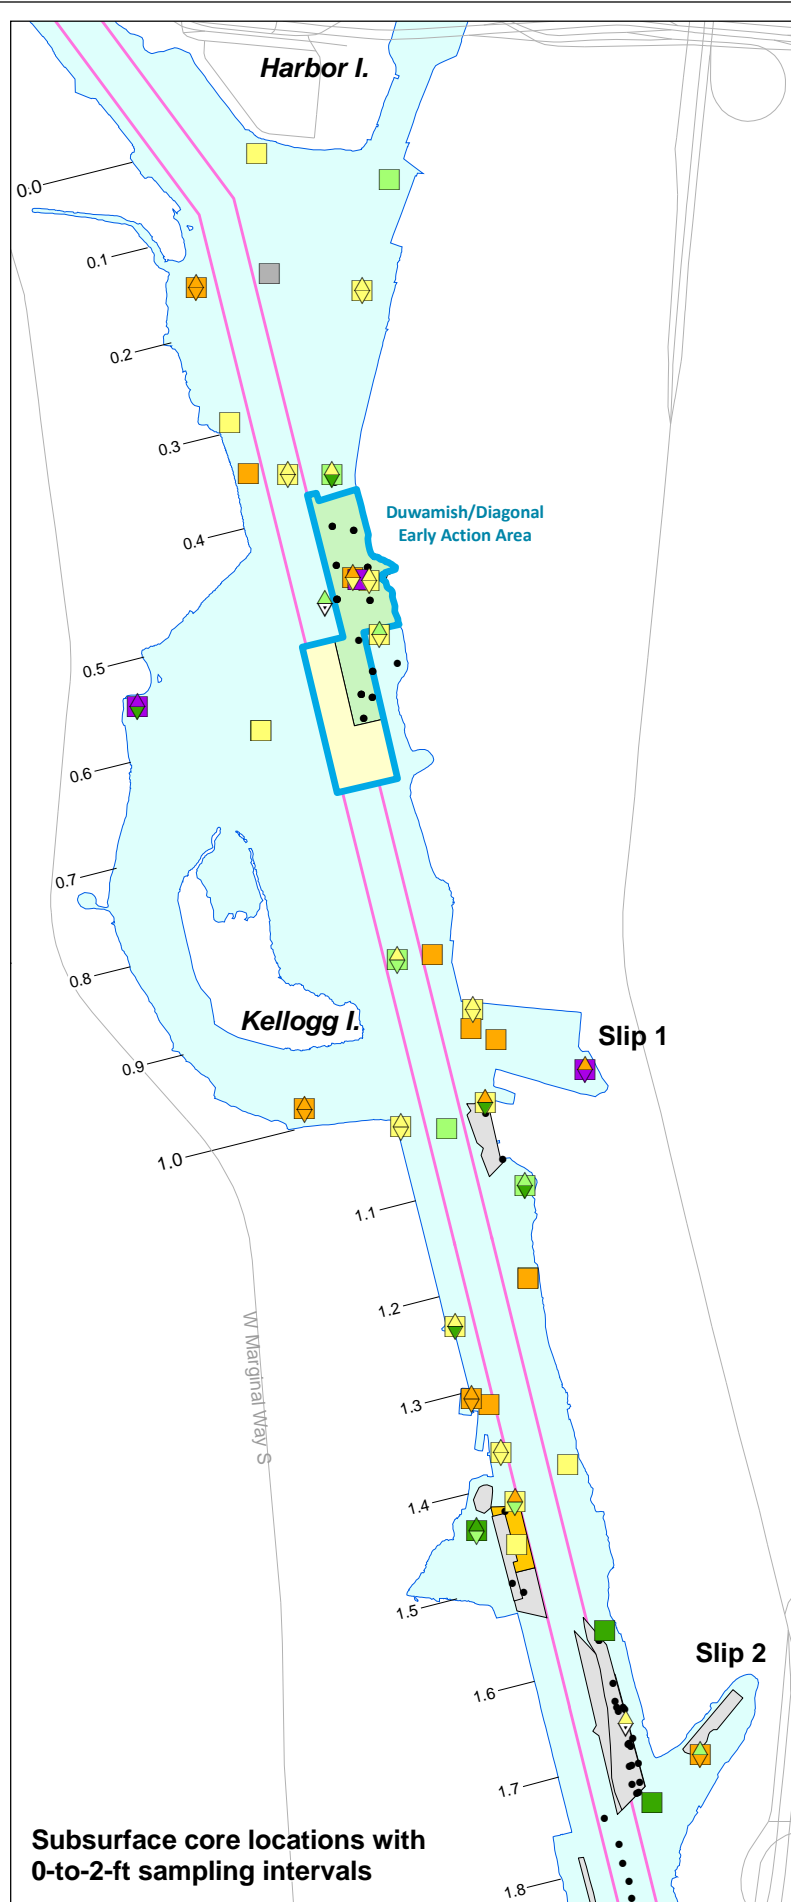 Harbor I.
0.0
0.1
0.2
0.3
0.4
Duwamish/Diagonal
Early Action Area
0.5
0.6
0.7
0.8
Kellogg I.
Slip 1
0.9
1.0
1.1
1.2
W Marginal Way S
1.3
1.4
1.5
Slip 2
1.6
1.7
Subsurface core locations with
0-to-2-ft sampling intervals
1.8